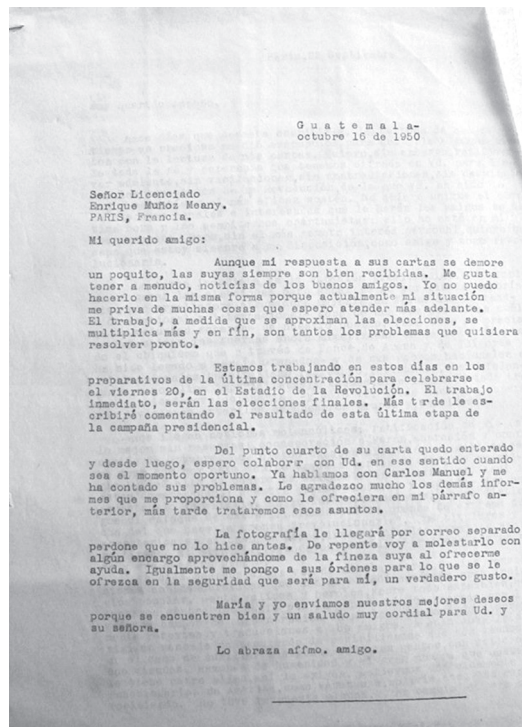 G u a t e m a l a-
octubre 16 de 1950
Señor Licenciado
Enrique Muñoz Meany.
PARIS, Francia.
Mi querido amigo:
Aunque mi respuesta a sus cartas se demore
un poquito, las suyas siempre son bien recibidas. Me gusta
tener a menudo, noticias de los buenos amigos. Yo no puedo
hacerlo en la misma forma porque actualmente mi situación
me priva de muchas cosas que espero atender más adelante.
El trabajo, a medida que se aproximan las elecciones, se
multiplica más y en fín, son tantos los problemas que quisiera
resolver pronto.
Estamos trabajando en estos días en los
preparativos de la última concentración para celebrarse
el viernes 20, en el Estadio de la Revolución. El trabajo
inmediato, serán las elecciones finales. Más tarde le es-
cribiré comentando el resultado de esta última etapa de
la campaña presidencial.
Del punto cuarto de su carta quedo enterado
y desde luego, espero colaborar con Ud. en ese sentido cuando
sea el momento oportuno. Ya hablamos con Carlos Manuel y me
ha contado sus problemas. Le agradezco mucho los demás infor-
mes que me proporciona y como le ofreciera en mi párrafo an-
terior, más tarde trataremos esos asuntos.
La fotografía le llegará por correo separado
perdone que no lo hice antes. De repente voy a molestarlo con
algún encargo aprovechándome de la fineza suya al ofrecerme
ayuda. Igualmente me pongo a sus órdenes para lo que se le
ofrezca en la seguridad que será para mí, un verdadero gusto.
María y yo enviamos nuestros mejores deseos
porque se encuentren bien y un saludo muy cordial para Ud. y
su señora.
Lo abraza affmo. amigo.